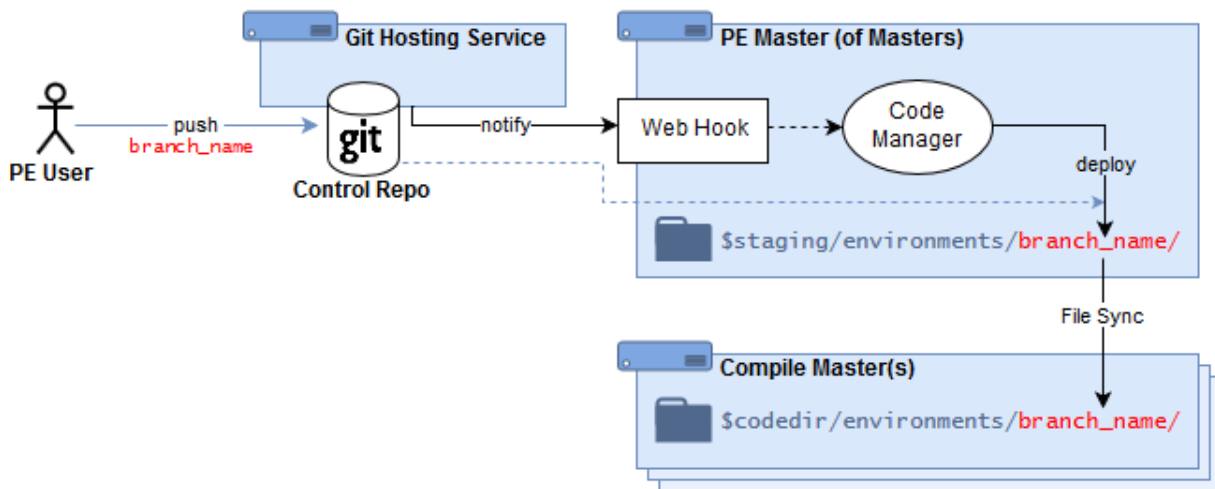 Git Hosting Service
PE Master (of Masters)
PE User
push
branch_name
git
Control Repo
notify
Web Hook
Code
Manager
deploy
$staging/environments/branch_name/
File Sync
Compile Master(s)
$codedir/environments/branch_name/